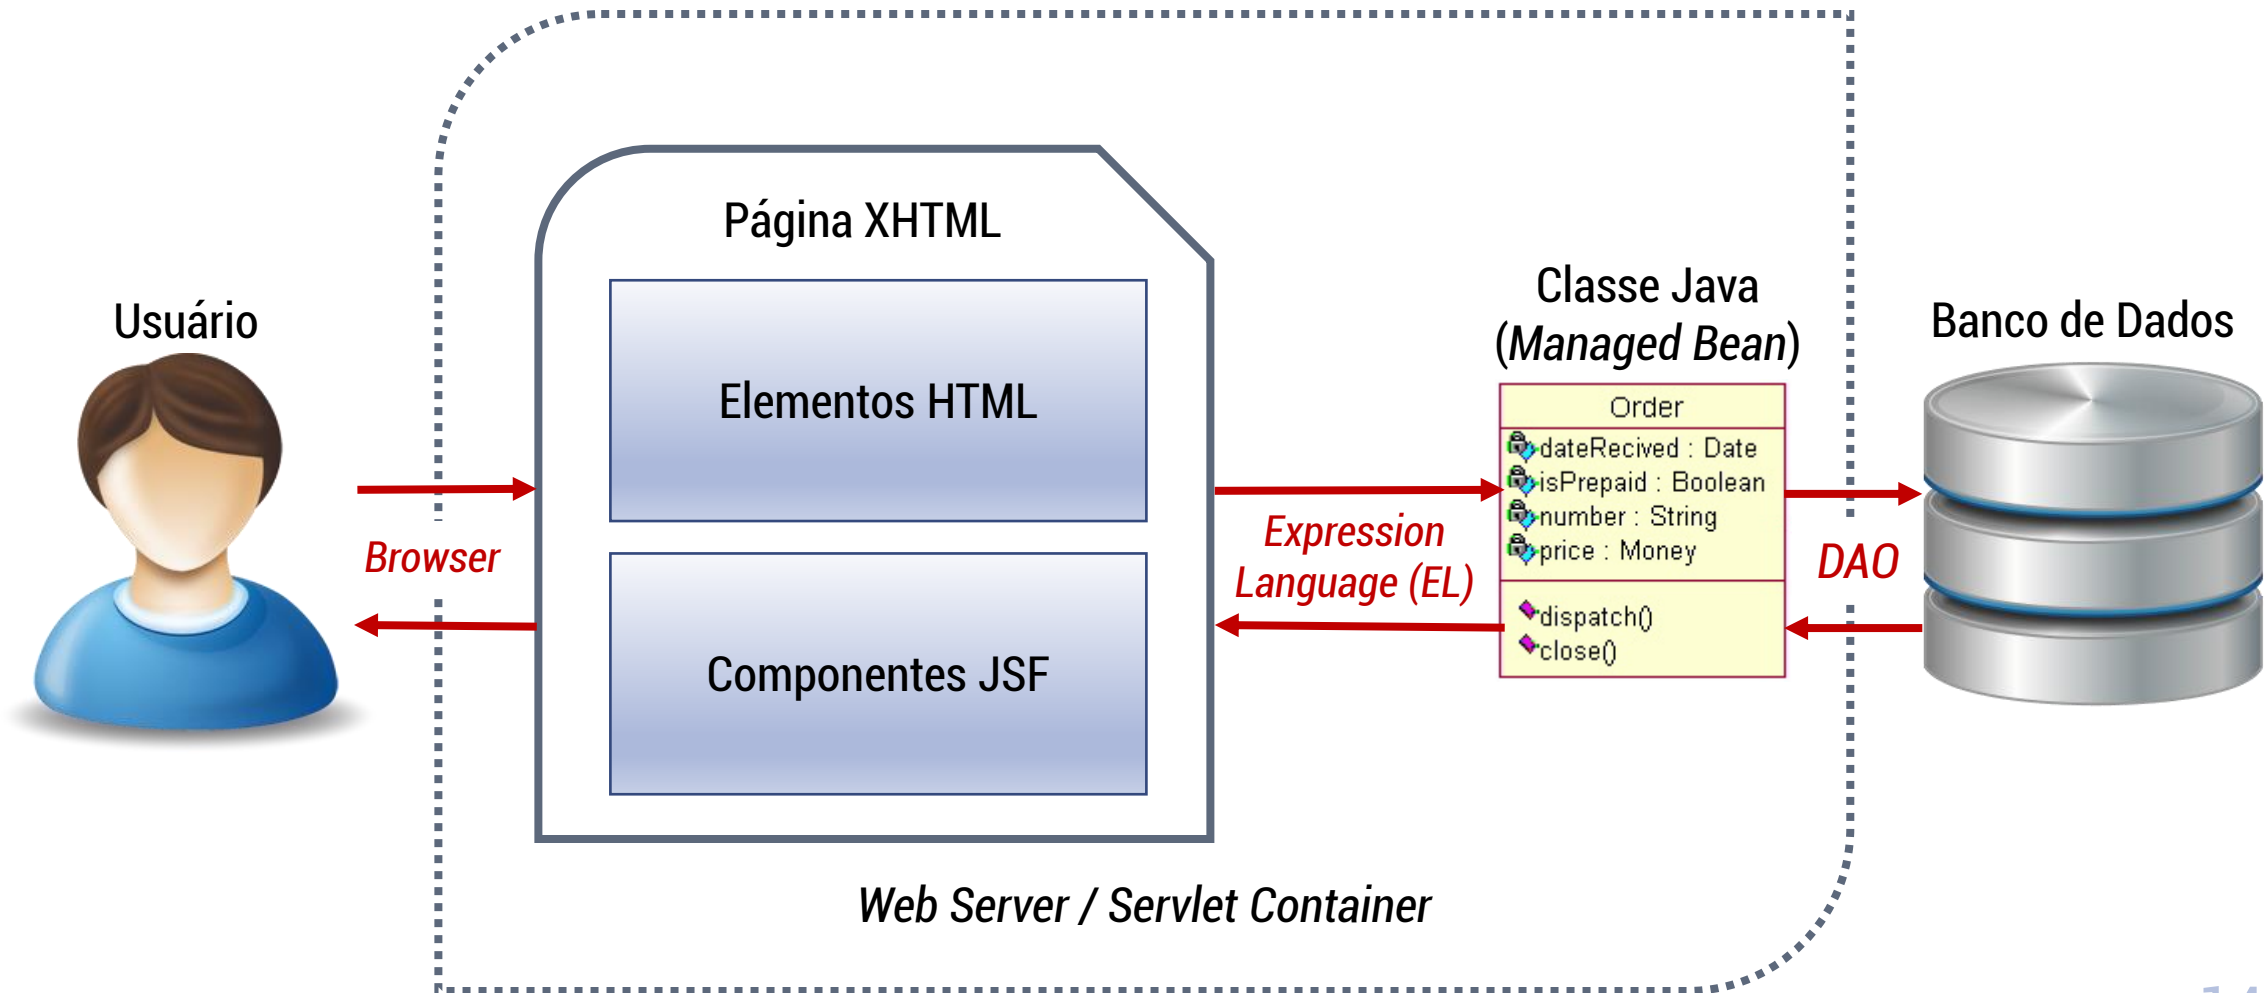 Página XHTML
Usuário
Elementos HTML
Componentes JSF
Browser
Expression
Language (EL)
Classe Java
(Managed Bean)
Order
dateRecived : Date
isPrepaid : Boolean
number : String
price : Money
dispatch()
close()
DAO
Banco de Dados
Web Server / Servlet Container